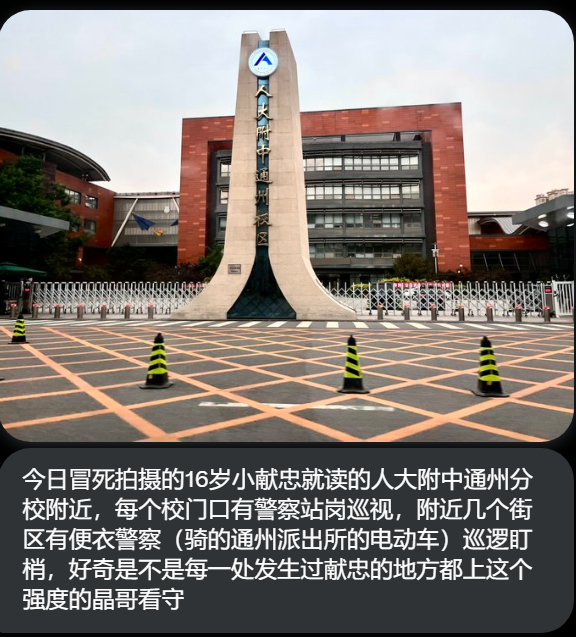 人大附中通州校区
今日冒死拍摄的16岁小献忠就读的人大附中通州分
校附近，每个校门口有警察站岗巡视，附近几个街
区有便衣警察（骑的通州派出所的电动车）巡逻盯
梢，好奇是不是每一处发生过献忠的地方都上这个
强度的晶哥看守